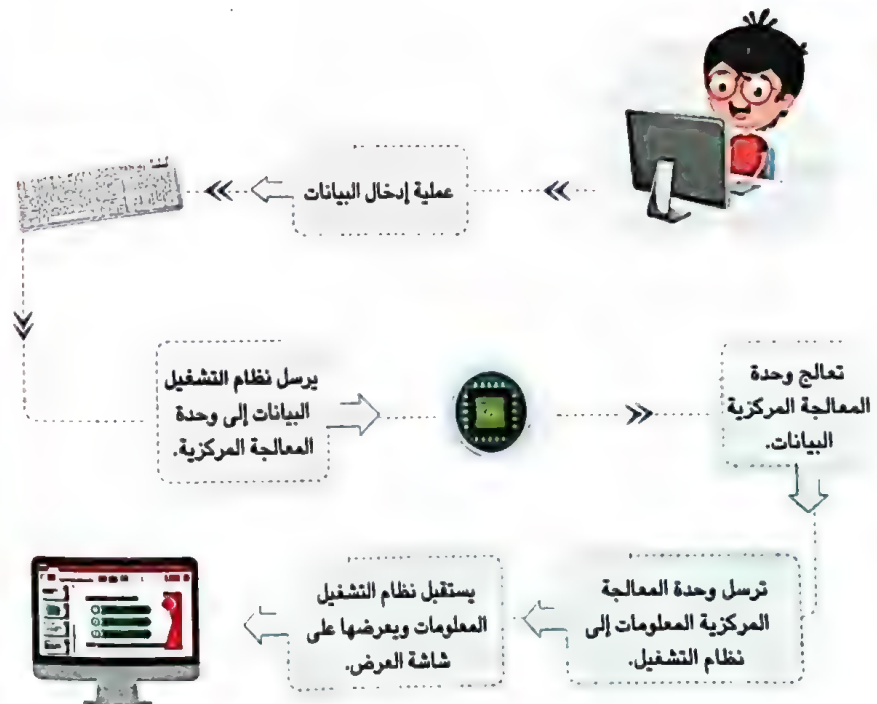 عملية إدخال البيانات
يرسل نظام التشغيل
البيانات إلى وحدة
المعالجة المركزية.
تعالج وحدة
المعالجة المركزية
البيانات.
ترسل وحدة المعالجة
المركزية المعلومات إلى
نظام التشغيل.
يستقبل نظام التشغيل
المعلومات ويعرضها على
شاشة العرض.